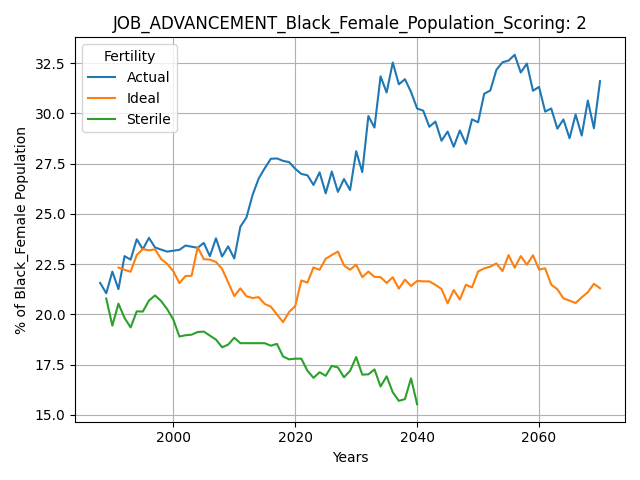 JOB_ADVANCEMENT_Black_Female_Population_Scoring: 2
Fertility
Actual
Ideal
Sterile
% of Black_Female Population
32.5
30.0
27.5
25.0
22.5
20.0
17.5
15.0
2000 2020 2040 2060
Years